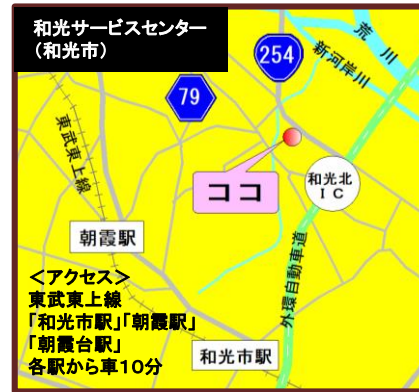 和光サービスセンター
（和光市）
254
荒川
新河岸川
79
東武東上線
ココ
和光北
IC
朝霞駅
外環自動車道
＜アクセス＞
東武東上線
「和光市駅」「朝霞駅」
「朝霞台駅」
各駅から車10分
和光市駅